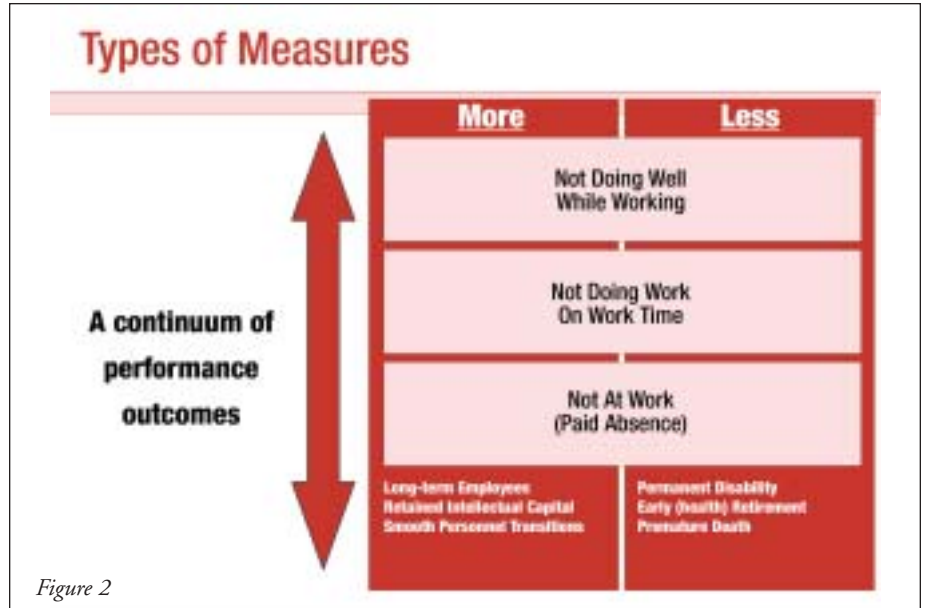 Types of Measures
More
Less
Not Doing Well
While Working
Not Doing Work
On Work Time
Not At Work
(Paid Absence)
A continuum of
performance
outcomes
Long-term Employees
Retained Intellectual Capital
Smooth Personnel Transitions
Permanent Disability
Early (health) Retirement
Premature Death
Figure 2